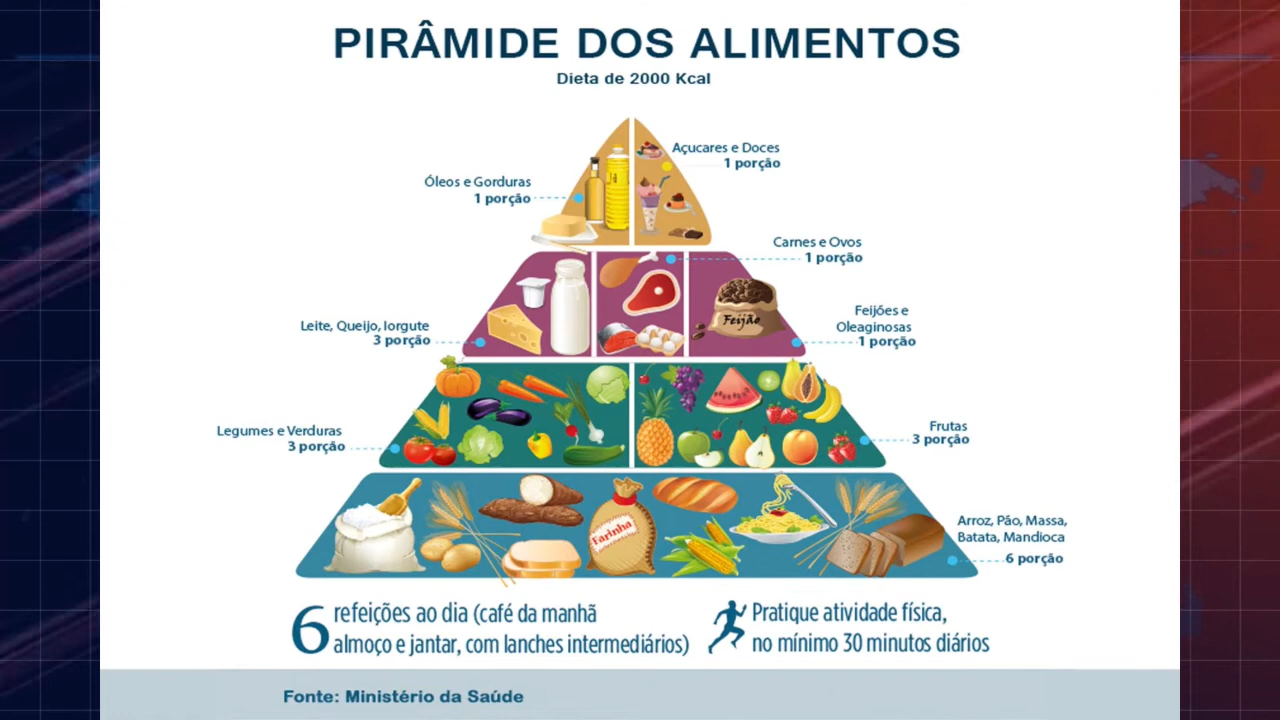 PIRÂMIDE DOS ALIMENTOS
Dieta de 2000 Kcal
Açucares e Doces
1 porção
Óleos e Gorduras
1 porção
Carnes e Ovos
1 porção
Feijões e
Oleaginosas
1 porção
Feijão
Leite, Queijo, Iorgute
3 porção
Legumes e Verduras
3 porção
Frutas
3 porção
Farinha
Arroz, Pão, Massa,
Batata, Mandioca
6 porção
6 refeições ao dia (café da manhã
almoço e jantar, com lanches intermediários)
Pratique atividade física,
no mínimo 30 minutos diários
Fonte: Ministério da Saúde